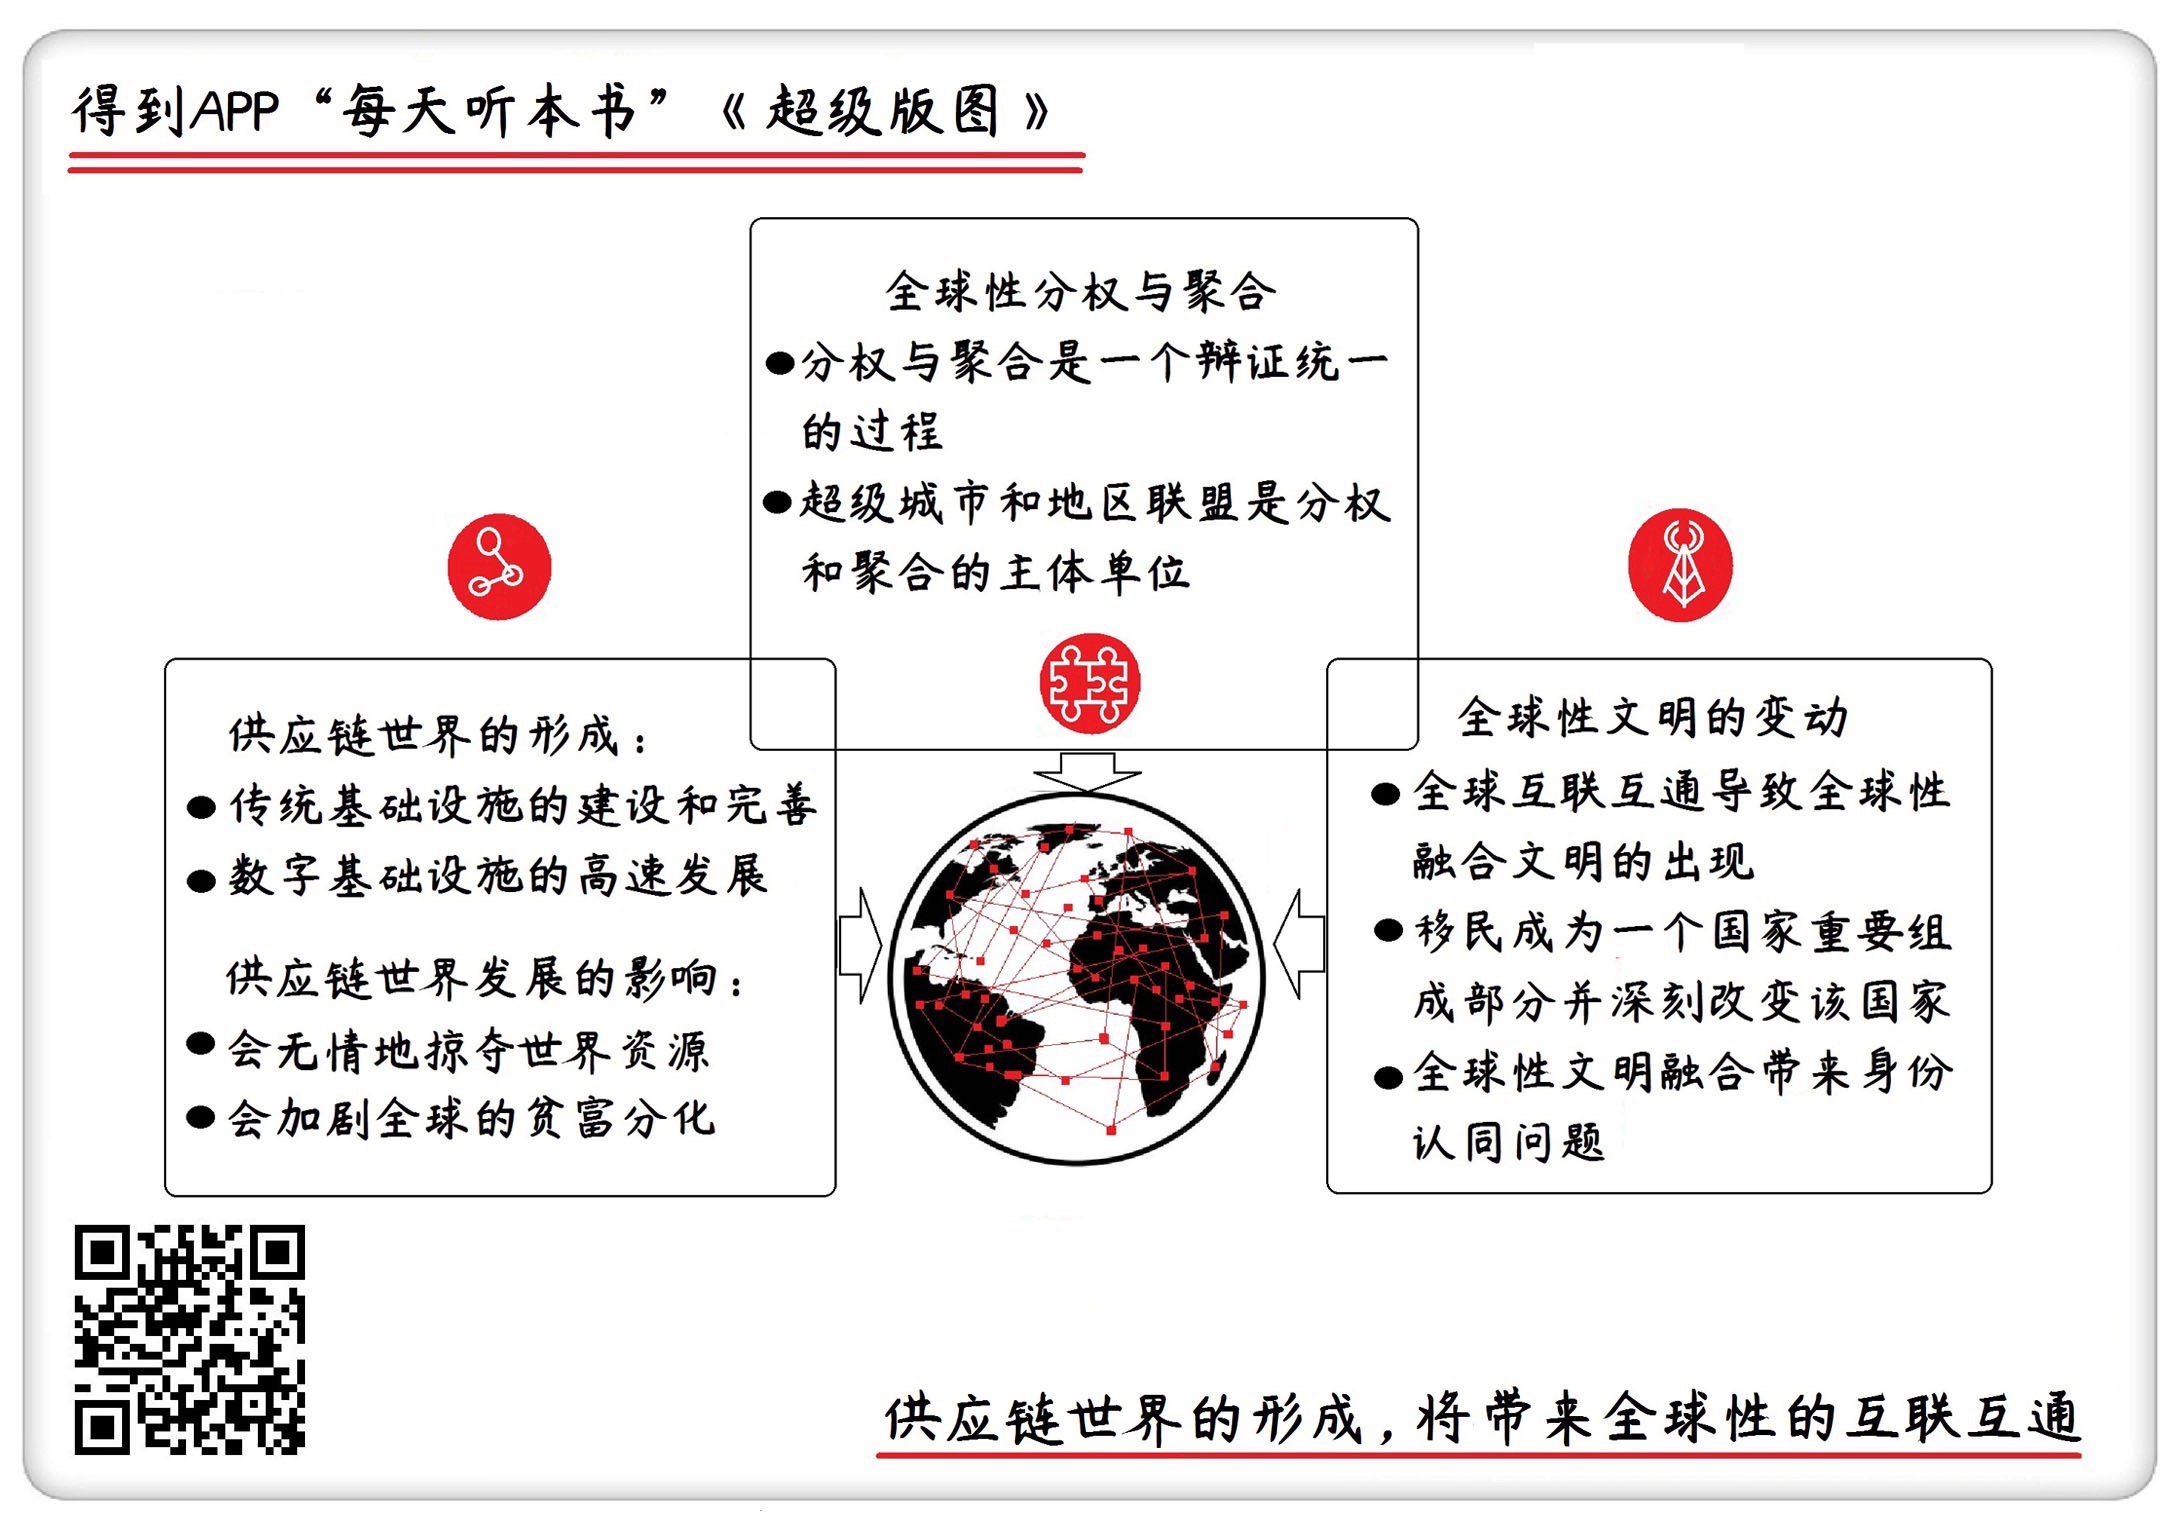 得到APP“每天听本书”《超级版图》
全球性分权与聚合
●分权与聚合是一个辩证统一
的过程
●超级城市和地区联盟是分权
和聚合的主体单位
供应链世界的形成：
●传统基础设施的建设和完善
●数字基础设施的高速发展
供应链世界发展的影响：
●会无情地掠夺世界资源
●会加剧全球的贫富分化
全球性文明的变动
●全球互联互通导致全球性
融合文明的出现
●移民成为一个国家重要组
成部分并深刻改变该国家
●全球性文明融合带来身份
认同问题
供应链世界的形成，将带来全球性的互联互通